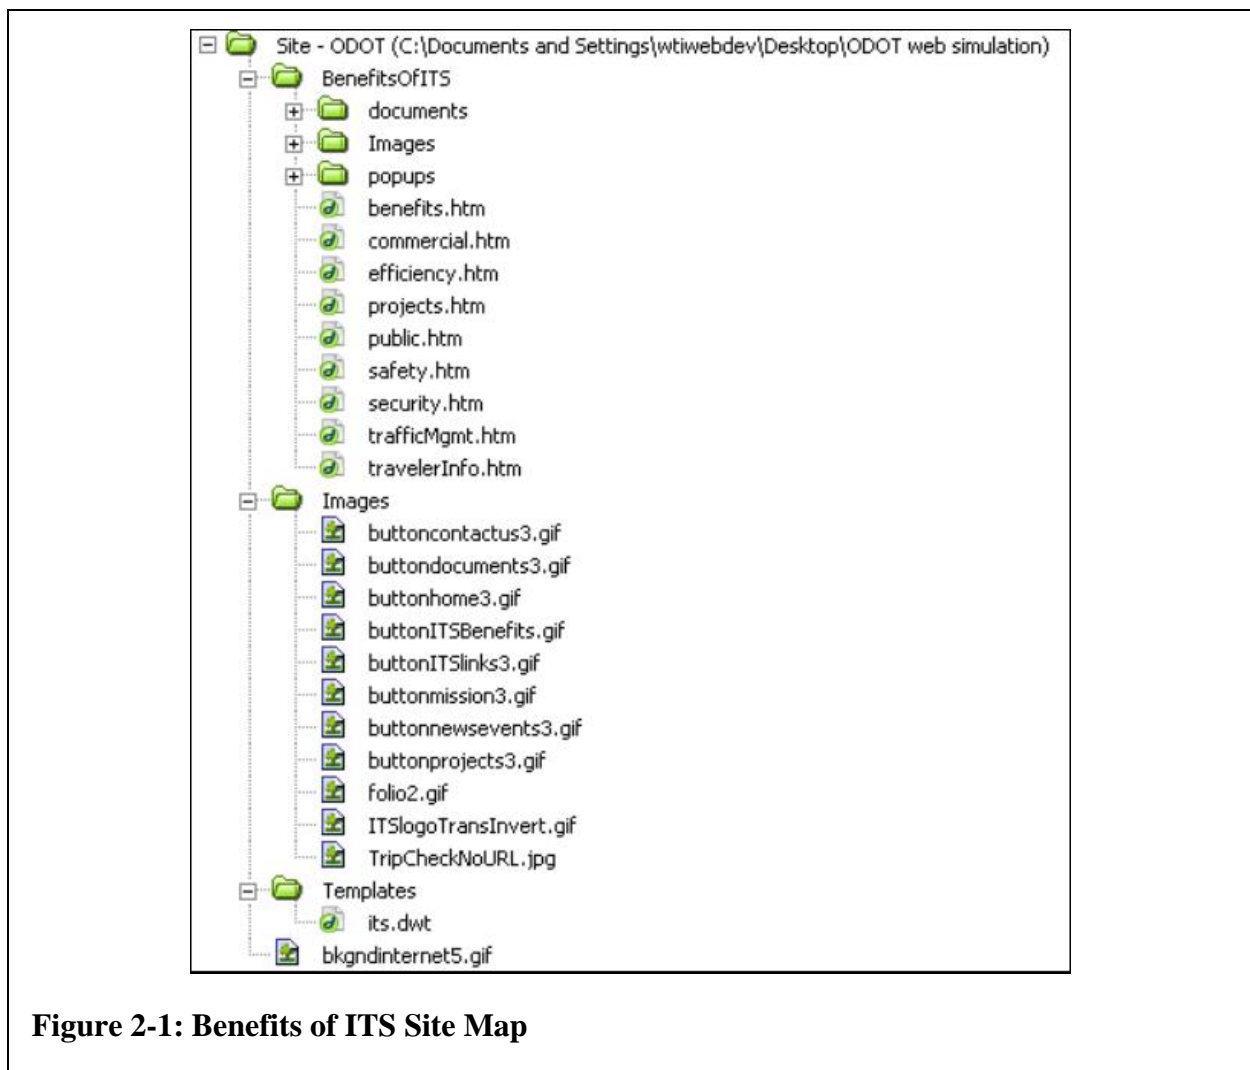 Site - ODOT (C:\Documents and Settings\wtiwebdev\Desktop\ODOT web simulation)
BenefitsOfITS
documents
Images
popups
benefits.htm
commercial.htm
efficiency.htm
projects.htm
public.htm
safety.htm
security.htm
trafficMgmt.htm
travelerInfo.htm
Images
buttoncontactus3.gif
buttondocuments3.gif
buttonhome3.gif
buttonITSBenefits.gif
buttonITSlinks3.gif
buttonmission3.gif
buttonnewsevents3.gif
buttonprojects3.gif
folio2.gif
ITSlogoTransInvert.gif
TripCheckNoURL.jpg
Templates
its.dwt
bkgndinternet5.gif
Figure 2-1: Benefits of ITS Site Map